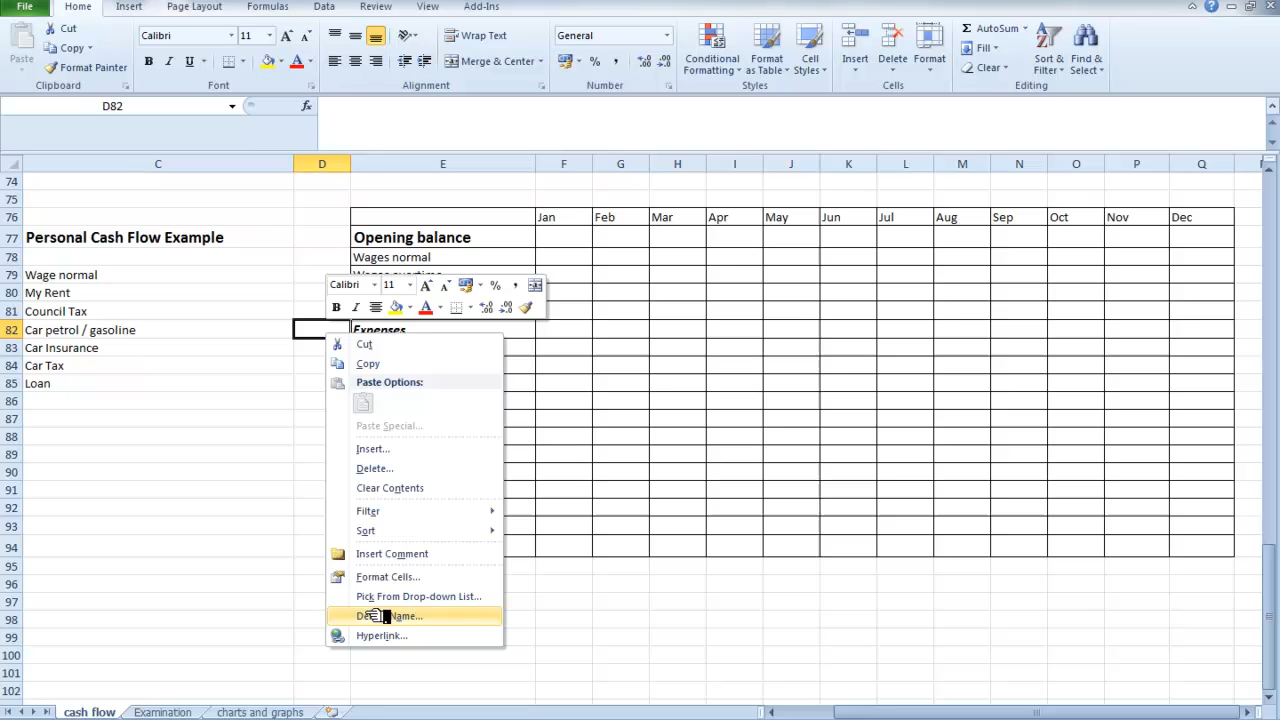 File Home Insert Page Layout Formulas Data Review View Add-Ins
Cut Calibri 11 Wrap Text General Σ AutoSum
Copy
Paste Format Painter B I U Merge & Center % , Conditional Formatting Format as Table Cell Styles Insert Delete Format Fill Clear Sort & Filter Find & Select
Clipboard Font Alignment Number Styles Cells Editing
D82 fx
C D E F G H I J K L M N O P Q
74
75
76 Jan Feb Mar Apr May Jun Jul Aug Sep Oct Nov Dec
77 Personal Cash Flow Example Opening balance
78 Wages normal
79 Wage normal Wages overtime
80 My Rent
81 Council Tax
82 Car petrol / gasoline Expenses
83 Car Insurance
84 Car Tax
85 Loan
86
87
88
89
90
91
92
93
94
95
96
97
98
99
100
101
102
Calibri 11 A A % ,
B I A
Cut
Copy
Paste Options:
Paste Special...
Insert...
Delete...
Clear Contents
Filter
Sort
Insert Comment
Format Cells...
Pick From Drop-down List...
Name...
Hyperlink...
cash flow Examination charts and graphs